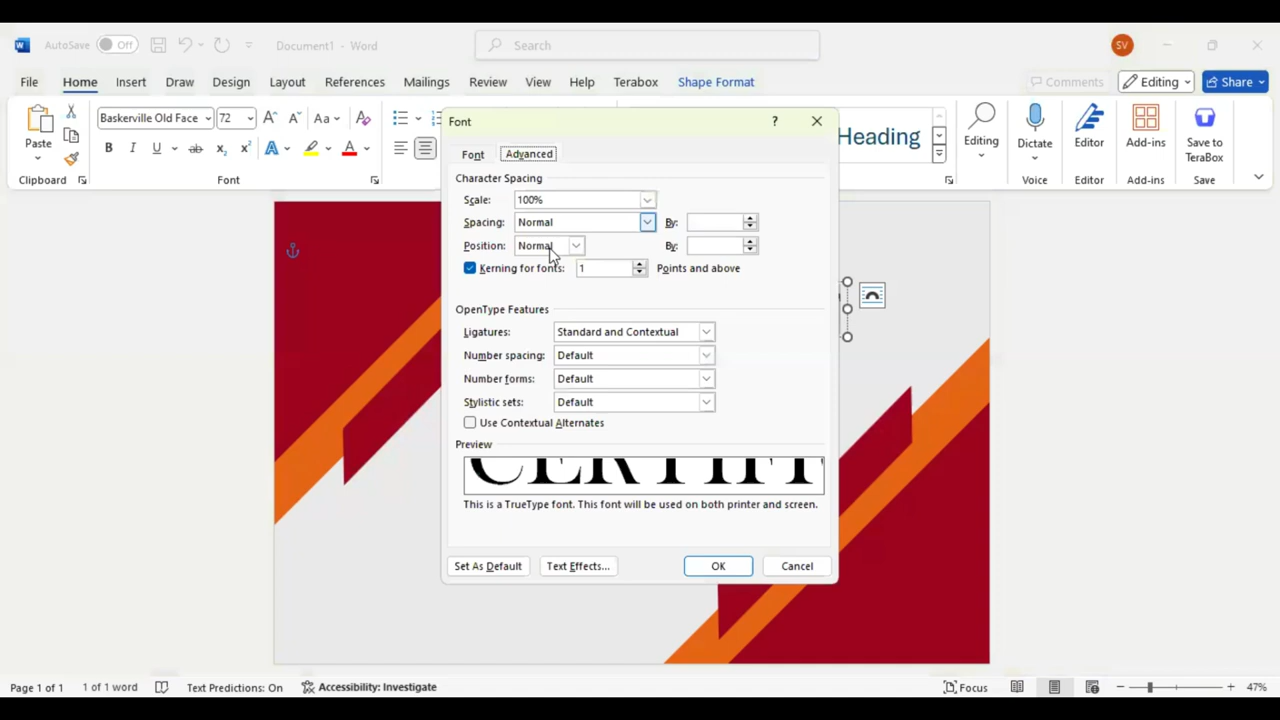 AutoSave Off Document1 - Word Search SV
File Home Insert Draw Design Layout References Mailings Review View Help Terabox Shape Format Comments Editing Share
Paste Baskerville Old Face 72 Aa Heading Editing Dictate Editor Add-ins Save to TeraBox
B I U ab x₂ x² A A
Clipboard Font Voice Editor Add-ins Save
Font ?
Font Advanced
Character Spacing
Scale: 100%
Spacing: Normal By:
Position: Normal By:
Kerning for fonts: 1 Points and above
OpenType Features
Ligatures: Standard and Contextual
Number spacing: Default
Number forms: Default
Stylistic sets: Default
Use Contextual Alternates
Preview
CERTIFI
This is a TrueType font. This font will be used on both printer and screen.
Set As Default Text Effects... OK Cancel
Page 1 of 1 1 of 1 word Text Predictions: On Accessibility: Investigate Focus 47%